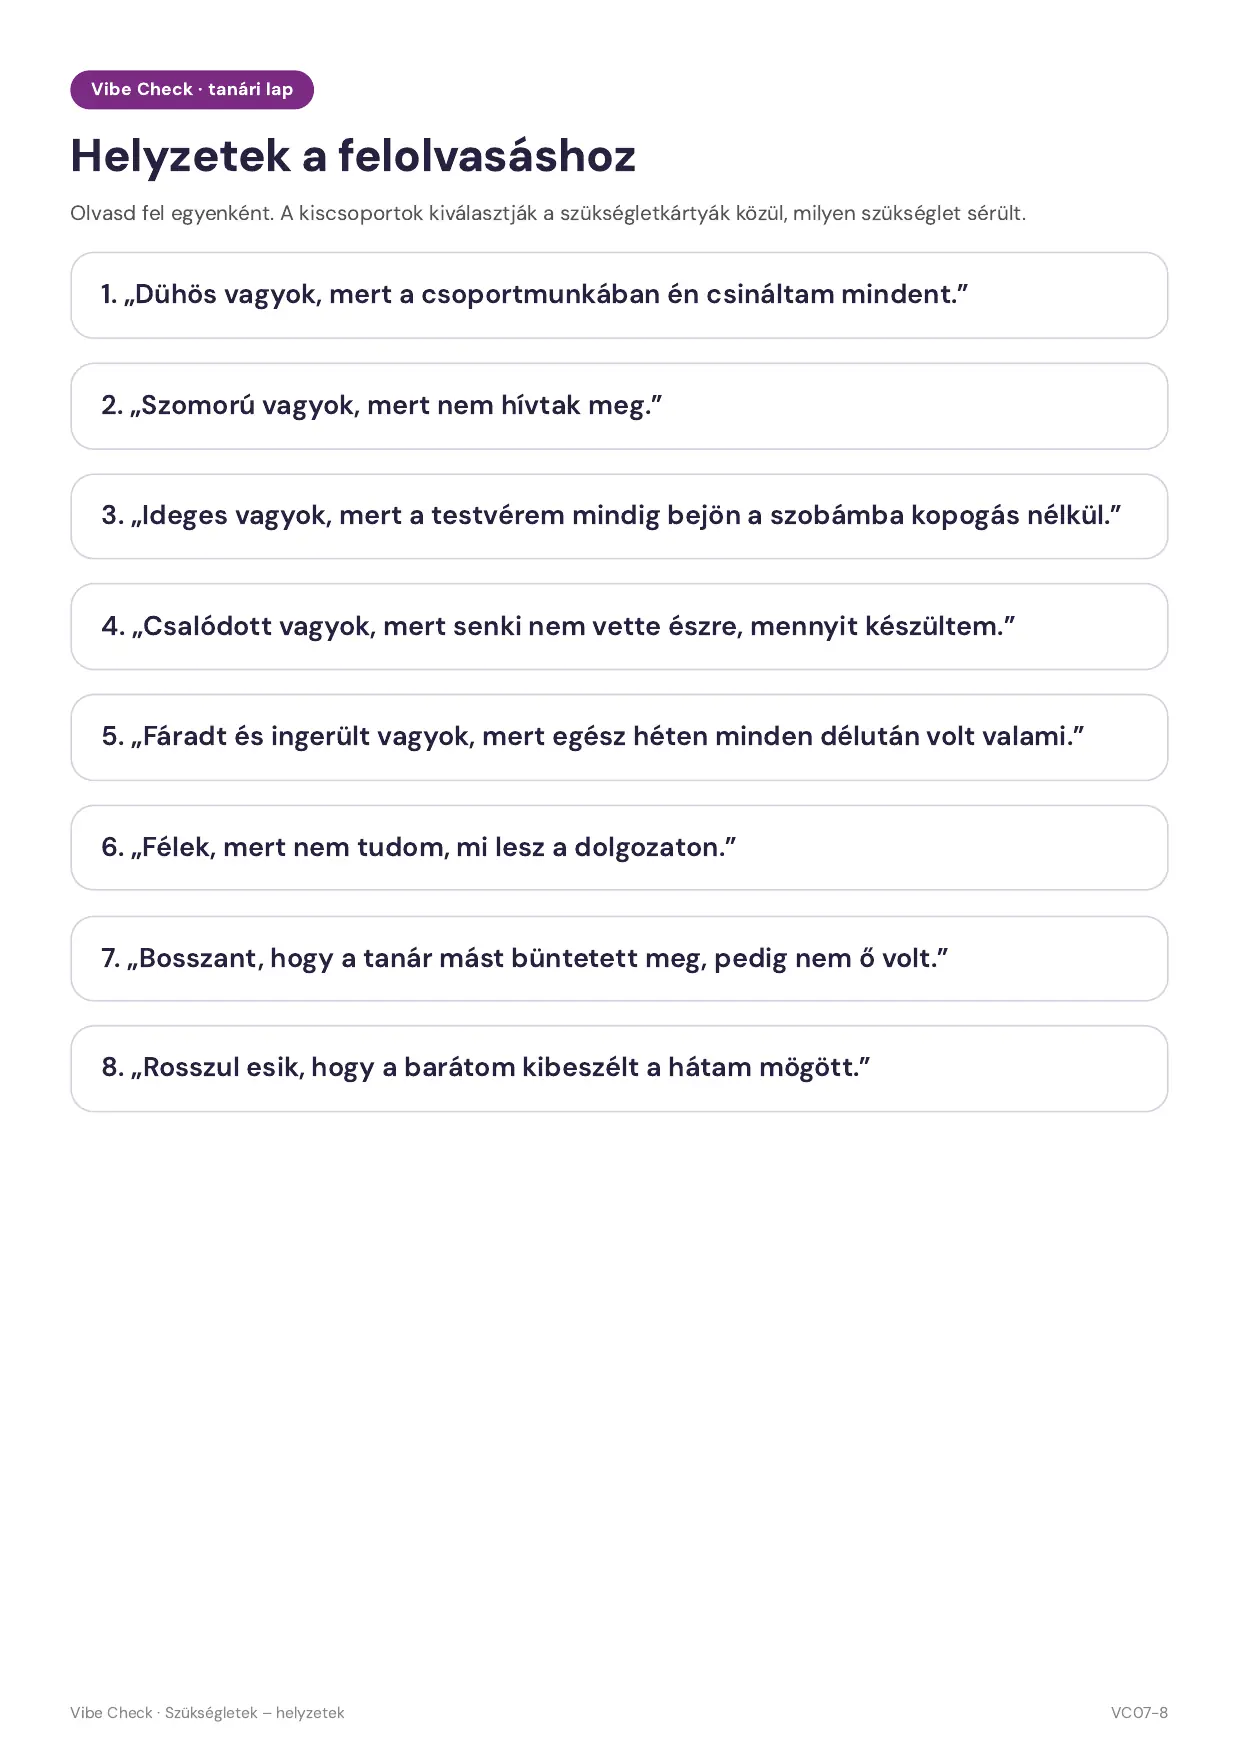 Vibe Check · tanári lap
Helyzetek a felolvasáshoz
Olvasd fel egyenként. A kiscsoportok kiválasztják a szükségletkártyák közül, milyen szükséglet sérült.
1. „Dühös vagyok, mert a csoportmunkában én csináltam mindent.”
2. „Szomorú vagyok, mert nem hívtak meg.”
3. „Ideges vagyok, mert a testvérem mindig bejön a szobámba kopogás nélkül.”
4. „Csalódott vagyok, mert senki nem vette észre, mennyit készültem.”
5. „Fáradt és ingerült vagyok, mert egész héten minden délután volt valami.”
6. „Félek, mert nem tudom, mi lesz a dolgozaton.”
7. „Bosszant, hogy a tanár mást büntetett meg, pedig nem ő volt.”
8. „Rosszul esik, hogy a barátom kibeszélt a hátam mögött.”
Vibe Check · Szükségletek – helyzetek
VC07-8